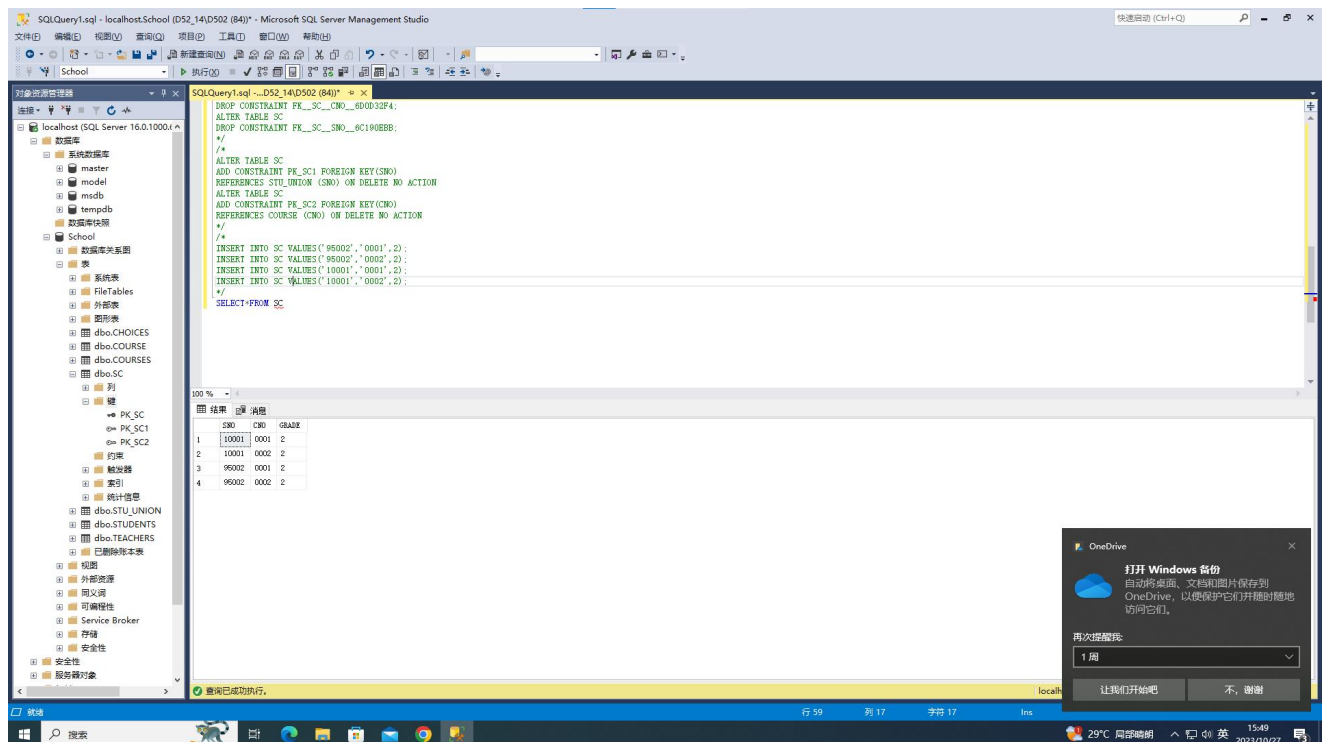 SQLQuery1.sql - localhost.School (D52_14\D502 (84))* - Microsoft SQL Server Management Studio
快速启动 (Ctrl+Q)
文件(F) 编辑(E) 视图(V) 查询(Q) 项目(P) 工具(T) 窗口(W) 帮助(H)
新建查询(N)
School
执行(X)
对象资源管理器
连接
localhost (SQL Server 16.0.1000.(
数据库
系统数据库
master
model
msdb
tempdb
数据库快照
School
数据库关系图
表
系统表
FileTables
外部表
图形表
dbo.CHOICES
dbo.COURSE
dbo.COURSES
dbo.SC
列
键
PK_SC
PK_SC1
PK_SC2
约束
触发器
索引
统计信息
dbo.STU_UNION
dbo.STUDENTS
dbo.TEACHERS
已删除账本表
视图
外部资源
同义词
可编程性
Service Broker
存储
安全性
安全性
服务器对象
SQLQuery1.sql -...D52_14\D502 (84))*
DROP CONSTRAINT FK__SC__CNO__6D0D32F4;
ALTER TABLE SC
DROP CONSTRAINT FK__SC__SNO__6C190EBB;
*/
/*
ALTER TABLE SC
ADD CONSTRAINT PK_SC1 FOREIGN KEY(SNO)
REFERENCES STU_UNION (SNO) ON DELETE NO ACTION
ALTER TABLE SC
ADD CONSTRAINT PK_SC2 FOREIGN KEY(CNO)
REFERENCES COURSE (CNO) ON DELETE NO ACTION
*/
/*
INSERT INTO SC VALUES('95002','0001',2);
INSERT INTO SC VALUES('95002','0002',2);
INSERT INTO SC VALUES('10001','0001',2);
INSERT INTO SC VALUES('10001','0002',2);
*/
SELECT*FROM SC
100 %
结果 消息
SNO CNO GRADE
1 10001 0001 2
2 10001 0002 2
3 95002 0001 2
4 95002 0002 2
查询已成功执行。
localh
OneDrive
打开 Windows 备份
自动将桌面、文档和图片保存到
OneDrive，以便保护它们并随时随地
访问它们。
再次提醒我:
1 周
让我们开始吧 不，谢谢
就绪 行 59 列 17 字符 17 Ins
搜索
29°C 局部晴朗 英 15:49
2023/10/27